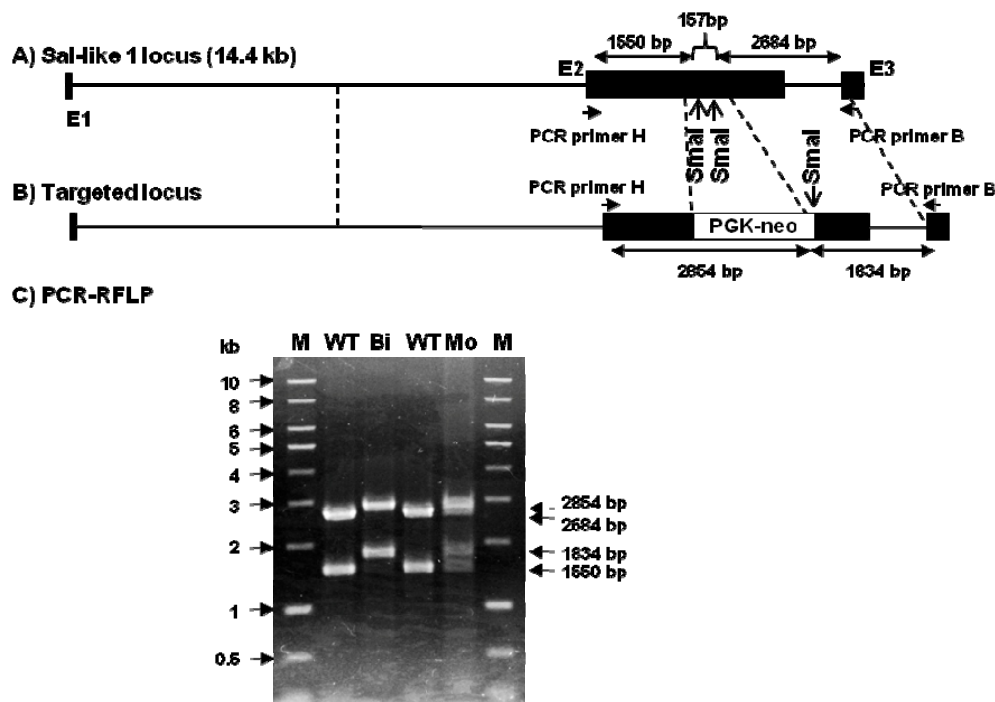 157bp
1550 bp
2684 bp
A) Sal-like 1 locus (14.4 kb)
E2
E3
E1
PCR primer H
SmaI
SmaI
SmaI
PCR primer B
B) Targeted locus
PCR primer H
PCR primer B
PGK-neo
2854 bp
1834 bp
C) PCR-RFLP
kb
M WT Bi WT Mo M
10
8
6
5
4
3
2
1
0.5
2854 bp
2684 bp
1834 bp
1550 bp